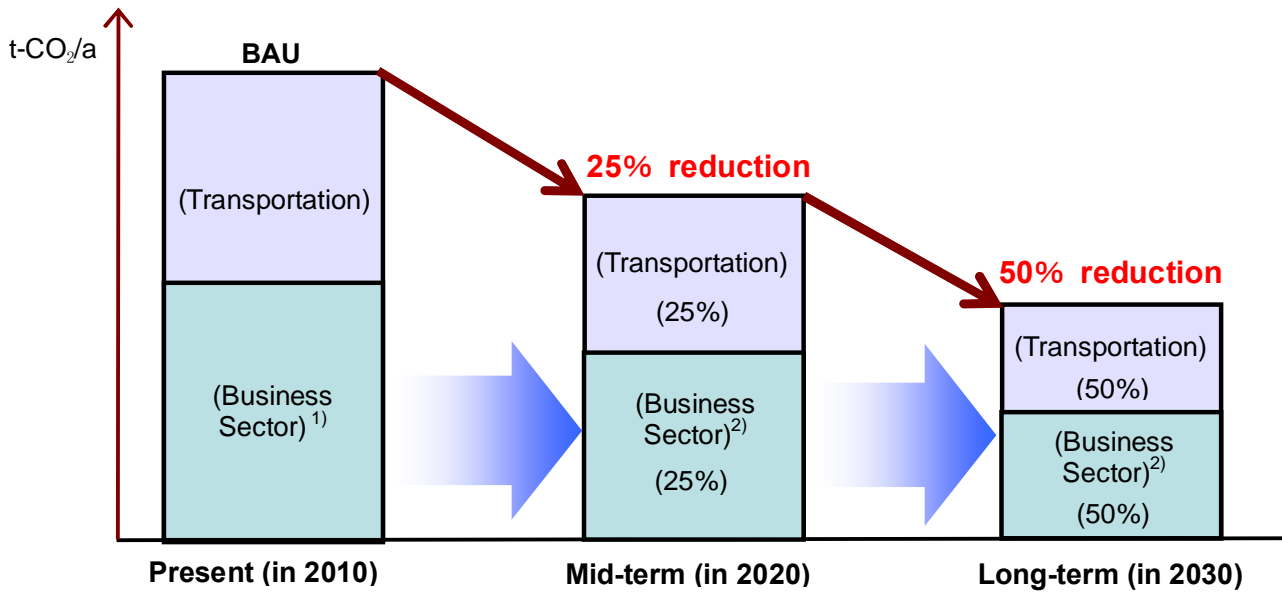 t-CO₂/a
BAU
(Transportation)
(Business
Sector) ¹⁾
25% reduction
(Transportation)
(25%)
(Business
Sector)²⁾
(25%)
50% reduction
(Transportation)
(50%)
(Business
Sector)²⁾
(50%)
Present (in 2010)
Mid-term (in 2020)
Long-term (in 2030)